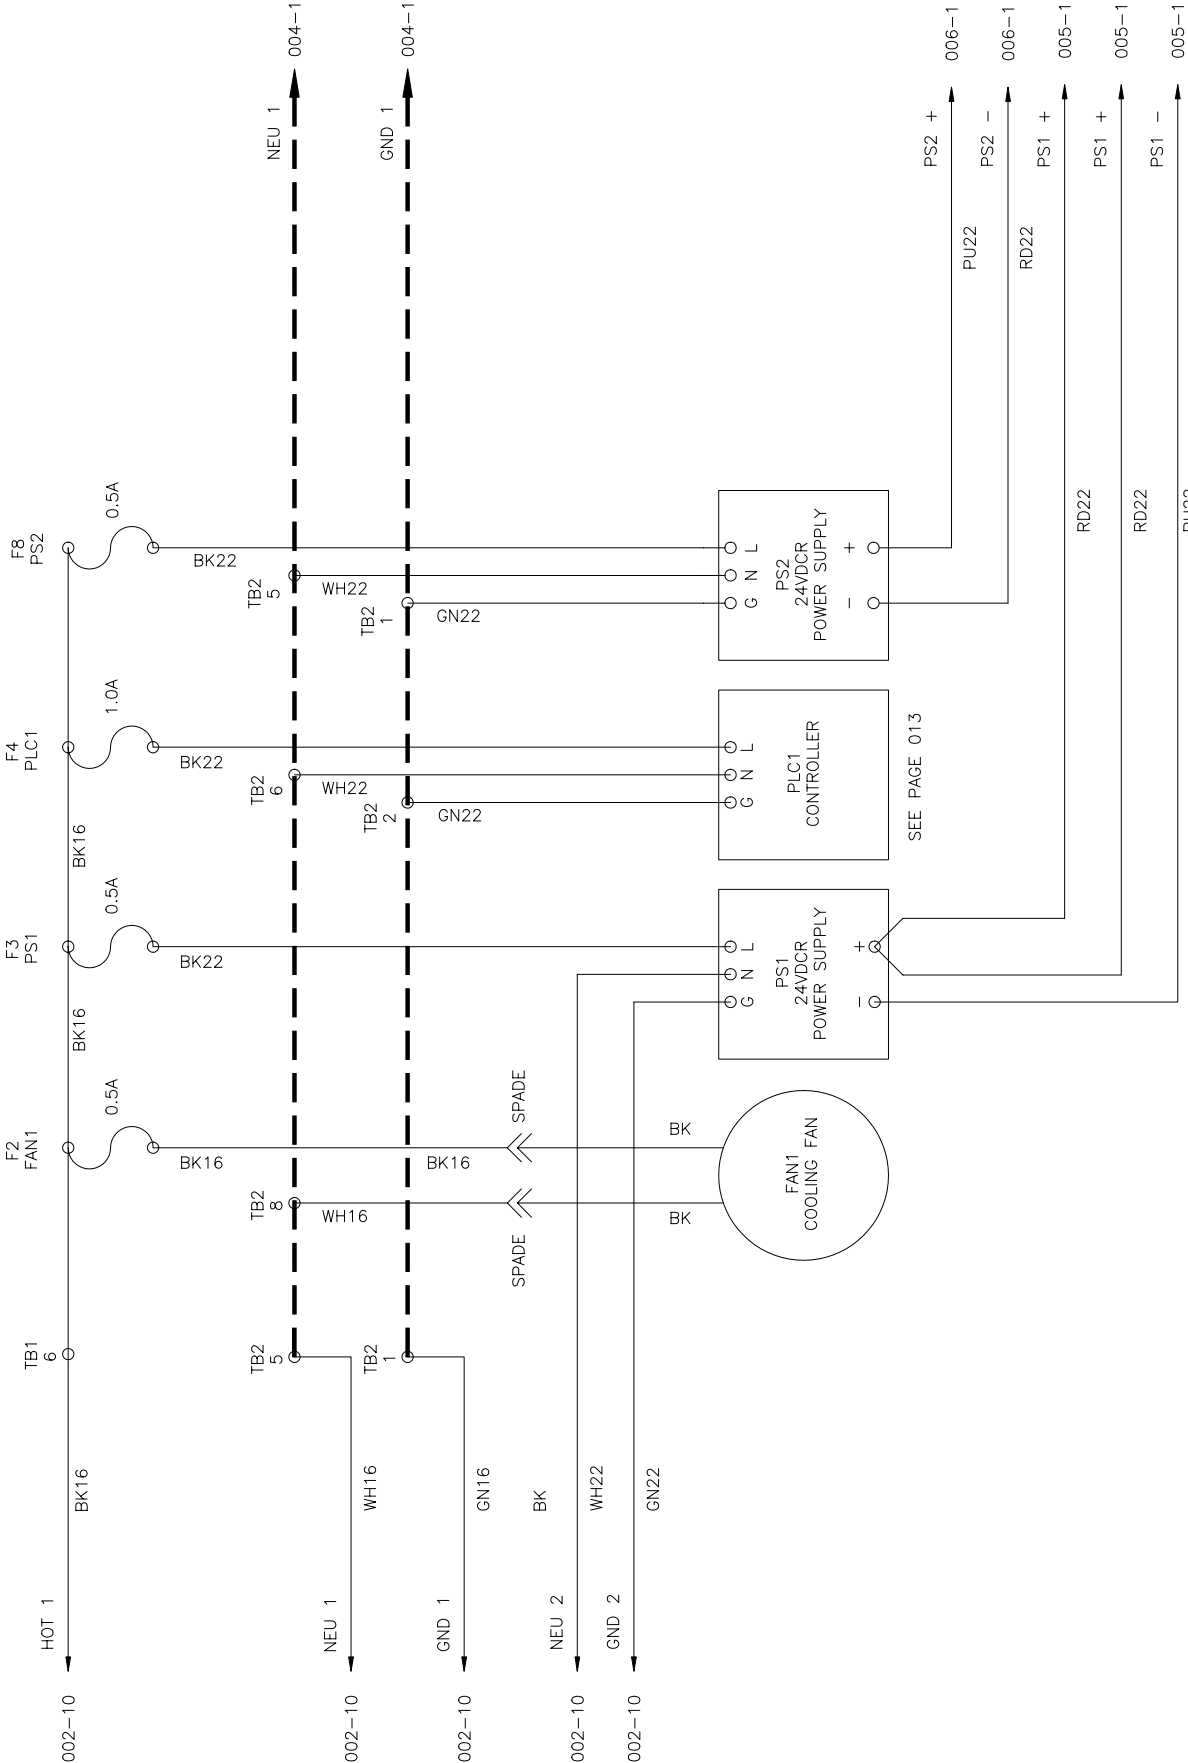 002-10
HOT 1
BK16
TB1
6
F2
FAN1
0.5A
BK16
F3
PS1
0.5A
BK16
F4
PLC1
1.0A
F8
PS2
0.5A
BK16
BK22
BK22
BK22
002-10
NEU 1
WH16
TB2
5
TB2
8
WH16
TB2
6
WH22
TB2
5
WH22
NEU 1
004-1
002-10
GND 1
GN16
TB2
1
TB2
2
GN22
TB2
1
GN22
GND 1
004-1
BK16
BK
SPADE
SPADE
002-10
NEU 2
WH22
002-10
GND 2
GN22
BK
BK
FAN1
COOLING FAN
G N L
PS1
24VDCR
POWER SUPPLY
- +
G N L
PLC1
CONTROLLER
SEE PAGE 013
G N L
PS2
24VDCR
POWER SUPPLY
- +
PU22
PS2 +
006-1
RD22
PS2 -
006-1
RD22
PS1 +
005-1
RD22
PS1 +
005-1
PS1 -
005-1